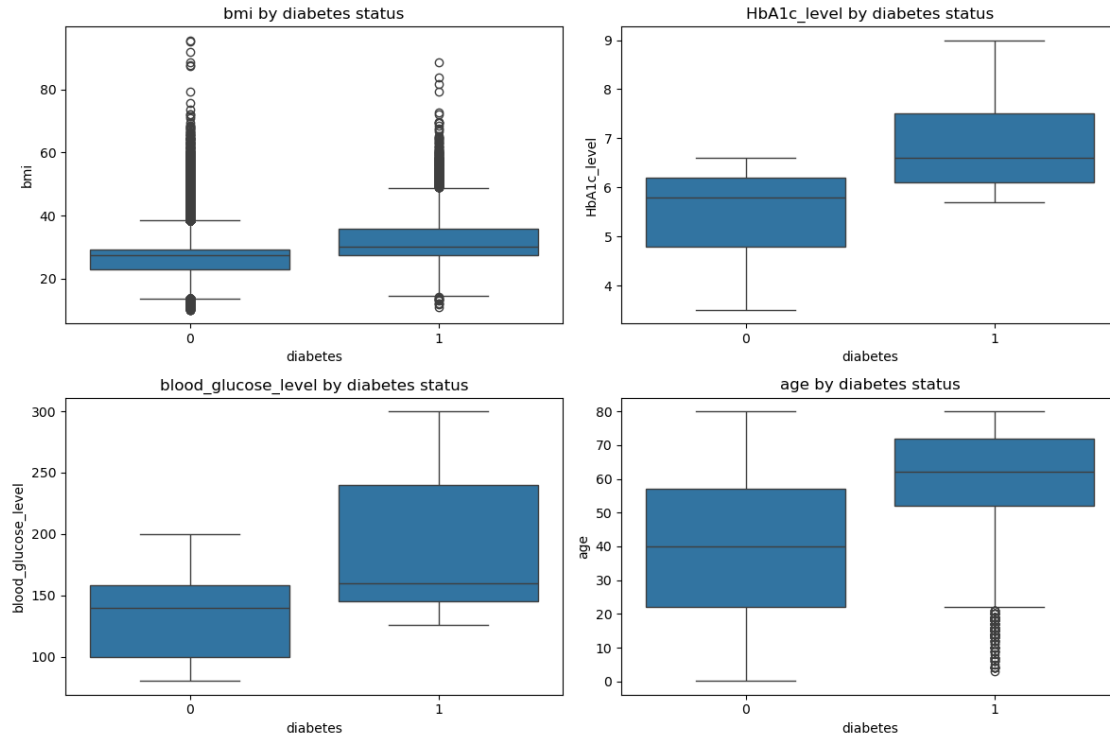 bmi by diabetes status
80
60
40
20
bmi
0
1
diabetes
HbA1c_level by diabetes status
9
8
7
6
5
4
HbA1c_level
0
1
diabetes
blood_glucose_level by diabetes status
300
250
200
150
100
blood_glucose_level
0
1
diabetes
age by diabetes status
80
70
60
50
40
30
20
10
0
age
0
1
diabetes